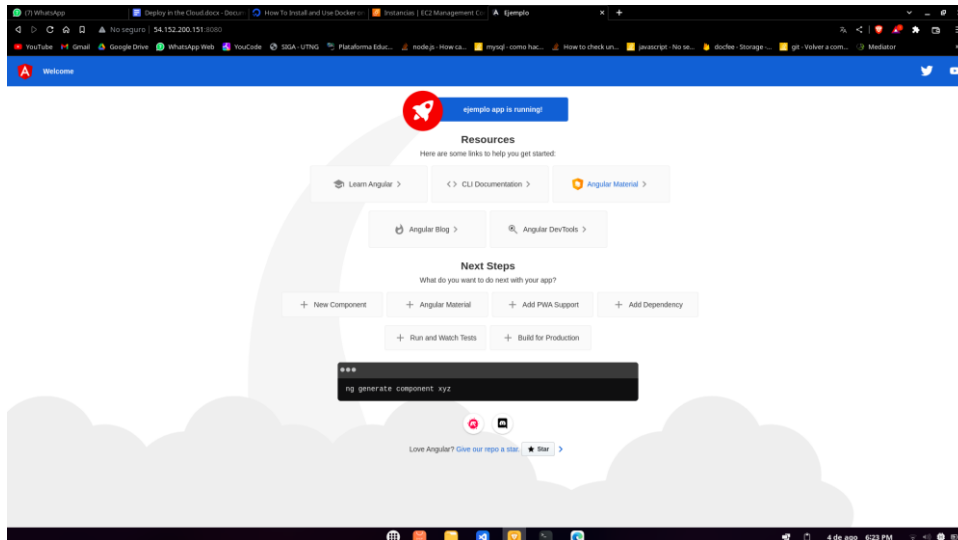 (7) WhatsApp
Deploy in the Cloud.docx - Docum
How To Install and Use Docker on
Instancias | EC2 Management Co
Ejemplo
No seguro | 54.152.200.151:8080
YouTube Gmail Google Drive WhatsApp Web YouCode SIGA - UTNG Plataforma Educ... node.js - How ca... mysql - como hac... How to check un... javascript - No se... docfee - Storage -... git - Volver a com... Mediator
Welcome
ejemplo app is running!
Resources
Here are some links to help you get started:
Learn Angular
CLI Documentation
Angular Material
Angular Blog
Angular DevTools
Next Steps
What do you want to do next with your app?
New Component
Angular Material
Add PWA Support
Add Dependency
Run and Watch Tests
Build for Production
ng generate component xyz
Love Angular? Give our repo a star. Star
4 de ago 6:23 PM